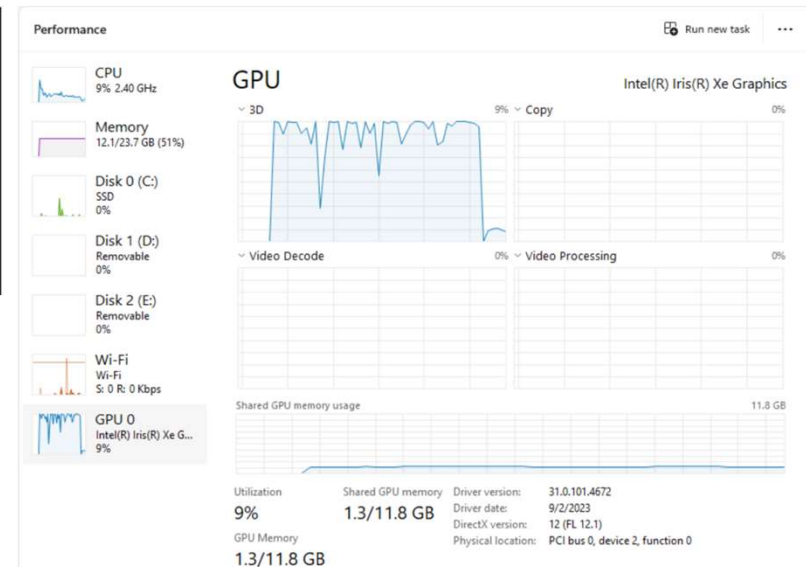 Performance
Run new task
CPU
9% 2.40 GHz
Memory
12.1/23.7 GB (51%)
Disk 0 (C:)
SSD
0%
Disk 1 (D:)
Removable
0%
Disk 2 (E:)
Removable
0%
Wi-Fi
Wi-Fi
S: 0 R: 0 Kbps
GPU 0
Intel(R) Iris(R) Xe G...
9%
GPU
Intel(R) Iris(R) Xe Graphics
3D 9%
Copy 0%
Video Decode 0%
Video Processing 0%
Shared GPU memory usage 11.8 GB
Utilization
9%
Shared GPU memory
1.3/11.8 GB
GPU Memory
1.3/11.8 GB
Driver version: 31.0.101.4672
Driver date: 9/2/2023
DirectX version: 12 (FL 12.1)
Physical location: PCI bus 0, device 2, function 0